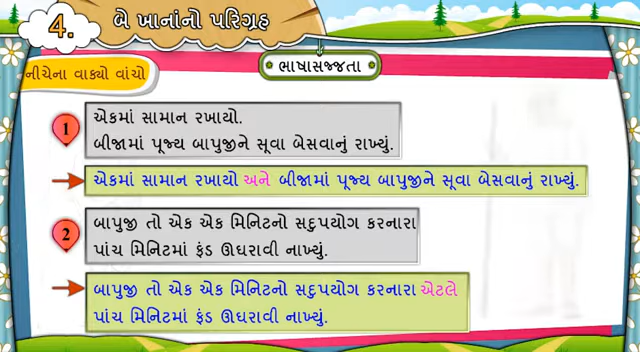 4. બે ખાનાંનો પરિગ્રહ
ભાષાસજ્જતા
નીચેના વાક્યો વાંચો
1
એકમાં સામાન રખાયો.
બીજામાં પૂજ્ય બાપુજીને સૂવા બેસવાનું રાખ્યું.
એકમાં સામાન રખાયો અને બીજામાં પૂજ્ય બાપુજીને સૂવા બેસવાનું રાખ્યું.
2
બાપુજી તો એક એક મિનિટનો સદુપયોગ કરનારા
પાંચ મિનિટમાં ફંડ ઊઘરાવી નાખ્યું.
બાપુજી તો એક એક મિનિટનો સદુપયોગ કરનારા એટલે
પાંચ મિનિટમાં ફંડ ઊઘરાવી નાખ્યું.